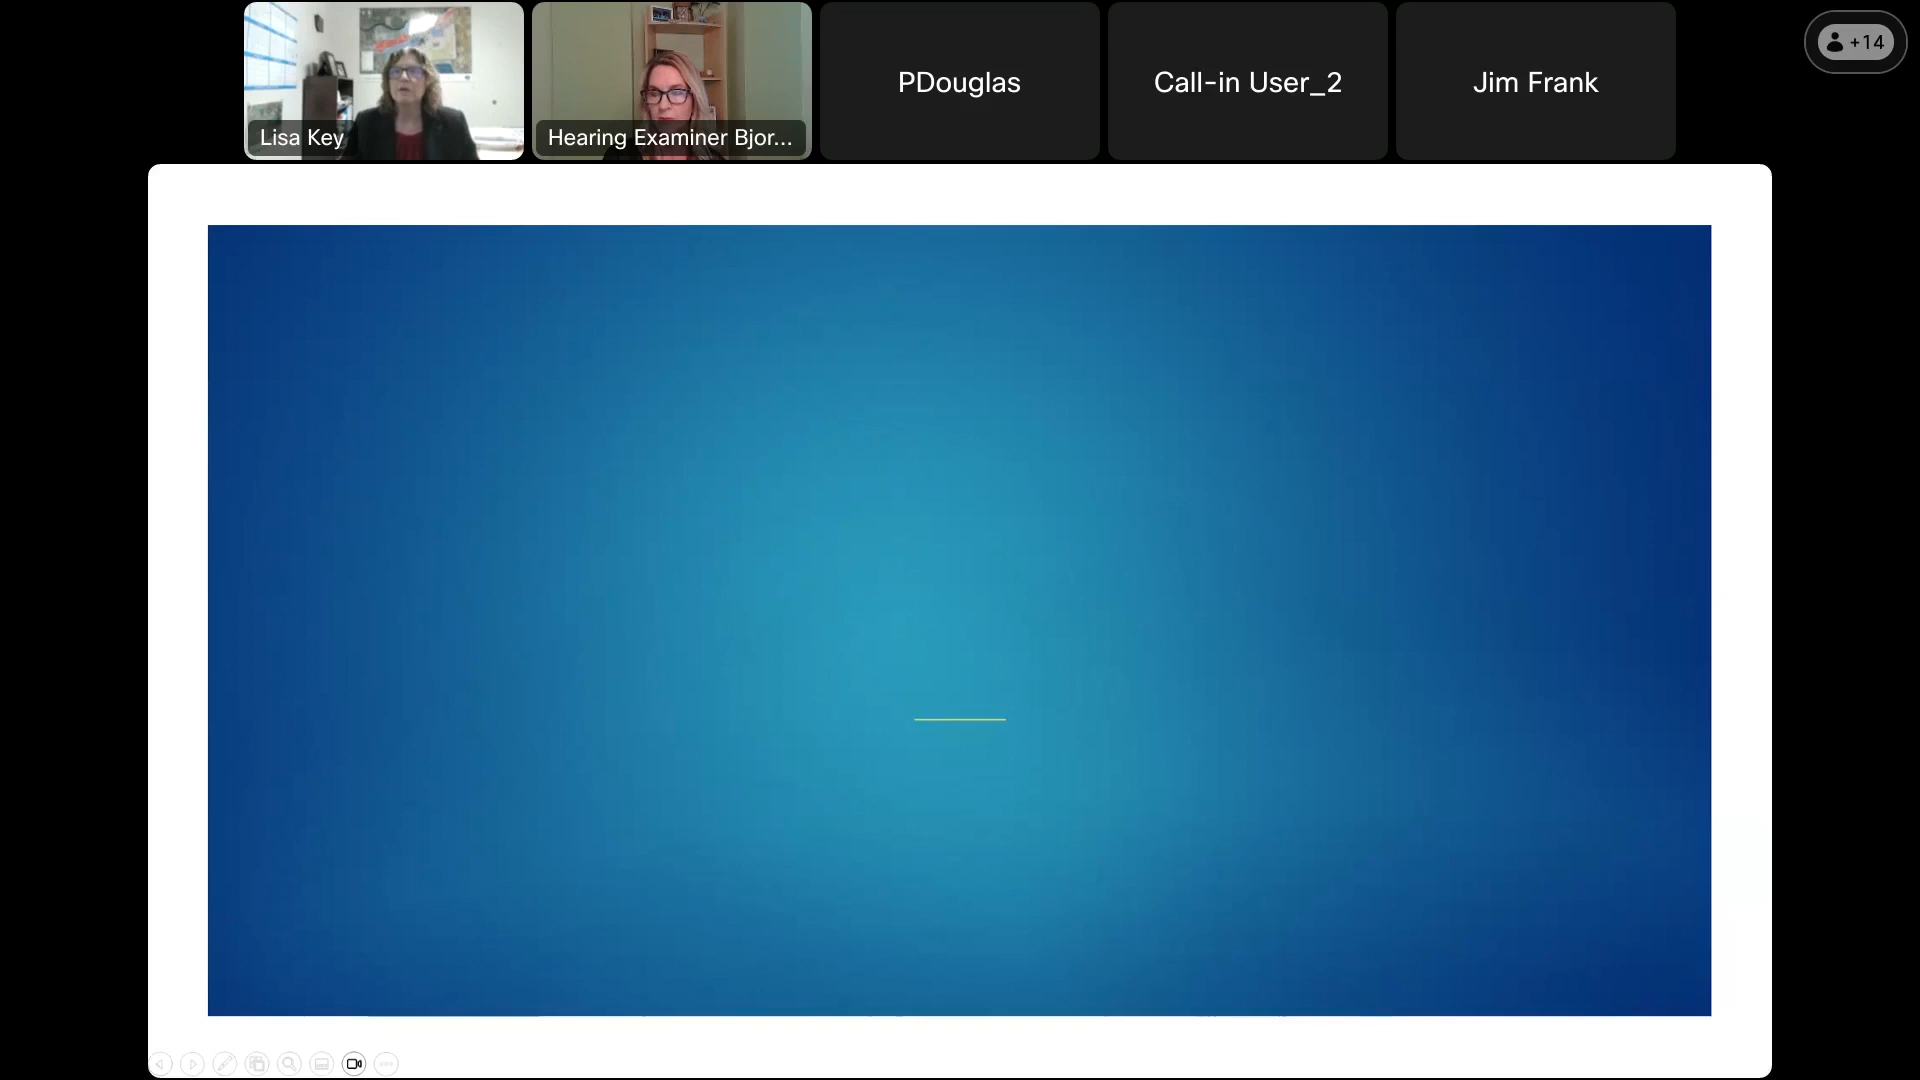 Lisa Key
Hearing Examiner Bjor...
PDouglas
Call-in User_2
Jim Frank
+14